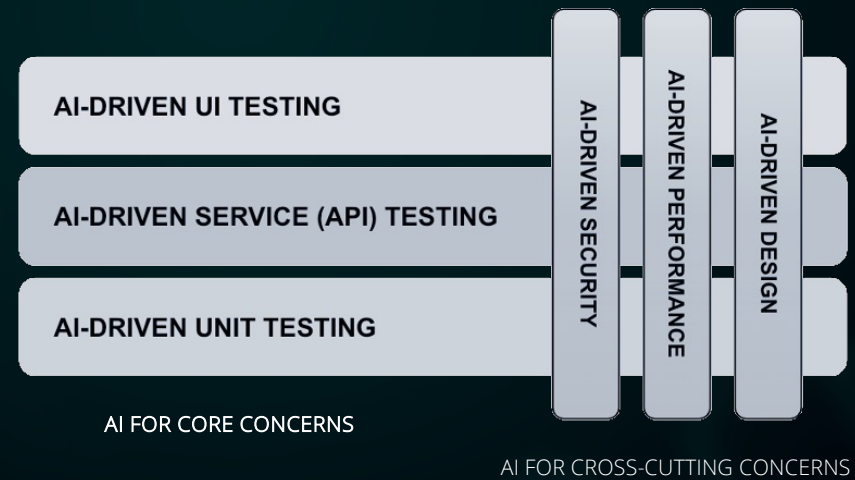 AI-DRIVEN UI TESTING
AI-DRIVEN SERVICE (API) TESTING
AI-DRIVEN UNIT TESTING
AI-DRIVEN SECURITY
AI-DRIVEN PERFORMANCE
AI-DRIVEN DESIGN
AI FOR CORE CONCERNS
AI FOR CROSS-CUTTING CONCERNS